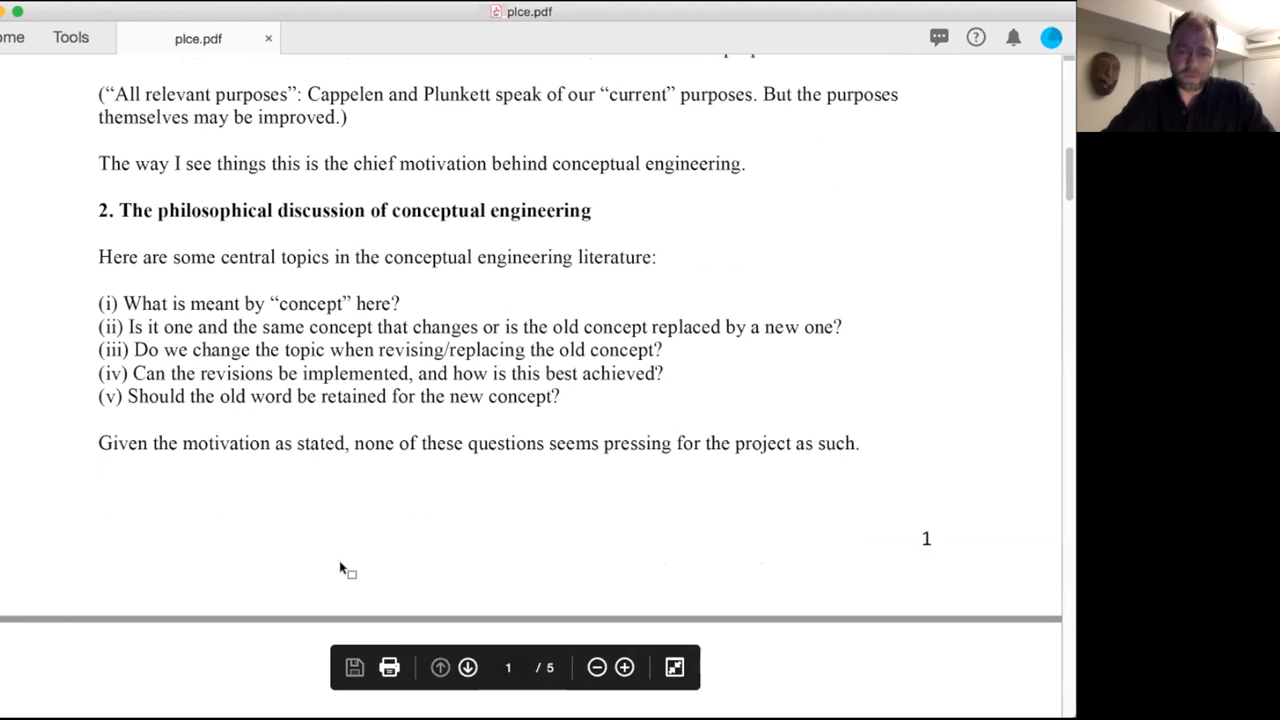 plce.pdf
ome Tools plce.pdf ×
(“All relevant purposes”: Cappelen and Plunkett speak of our “current” purposes. But the purposes
themselves may be improved.)
The way I see things this is the chief motivation behind conceptual engineering.
2. The philosophical discussion of conceptual engineering
Here are some central topics in the conceptual engineering literature:
(i) What is meant by “concept” here?
(ii) Is it one and the same concept that changes or is the old concept replaced by a new one?
(iii) Do we change the topic when revising/replacing the old concept?
(iv) Can the revisions be implemented, and how is this best achieved?
(v) Should the old word be retained for the new concept?
Given the motivation as stated, none of these questions seems pressing for the project as such.
1
1 / 5